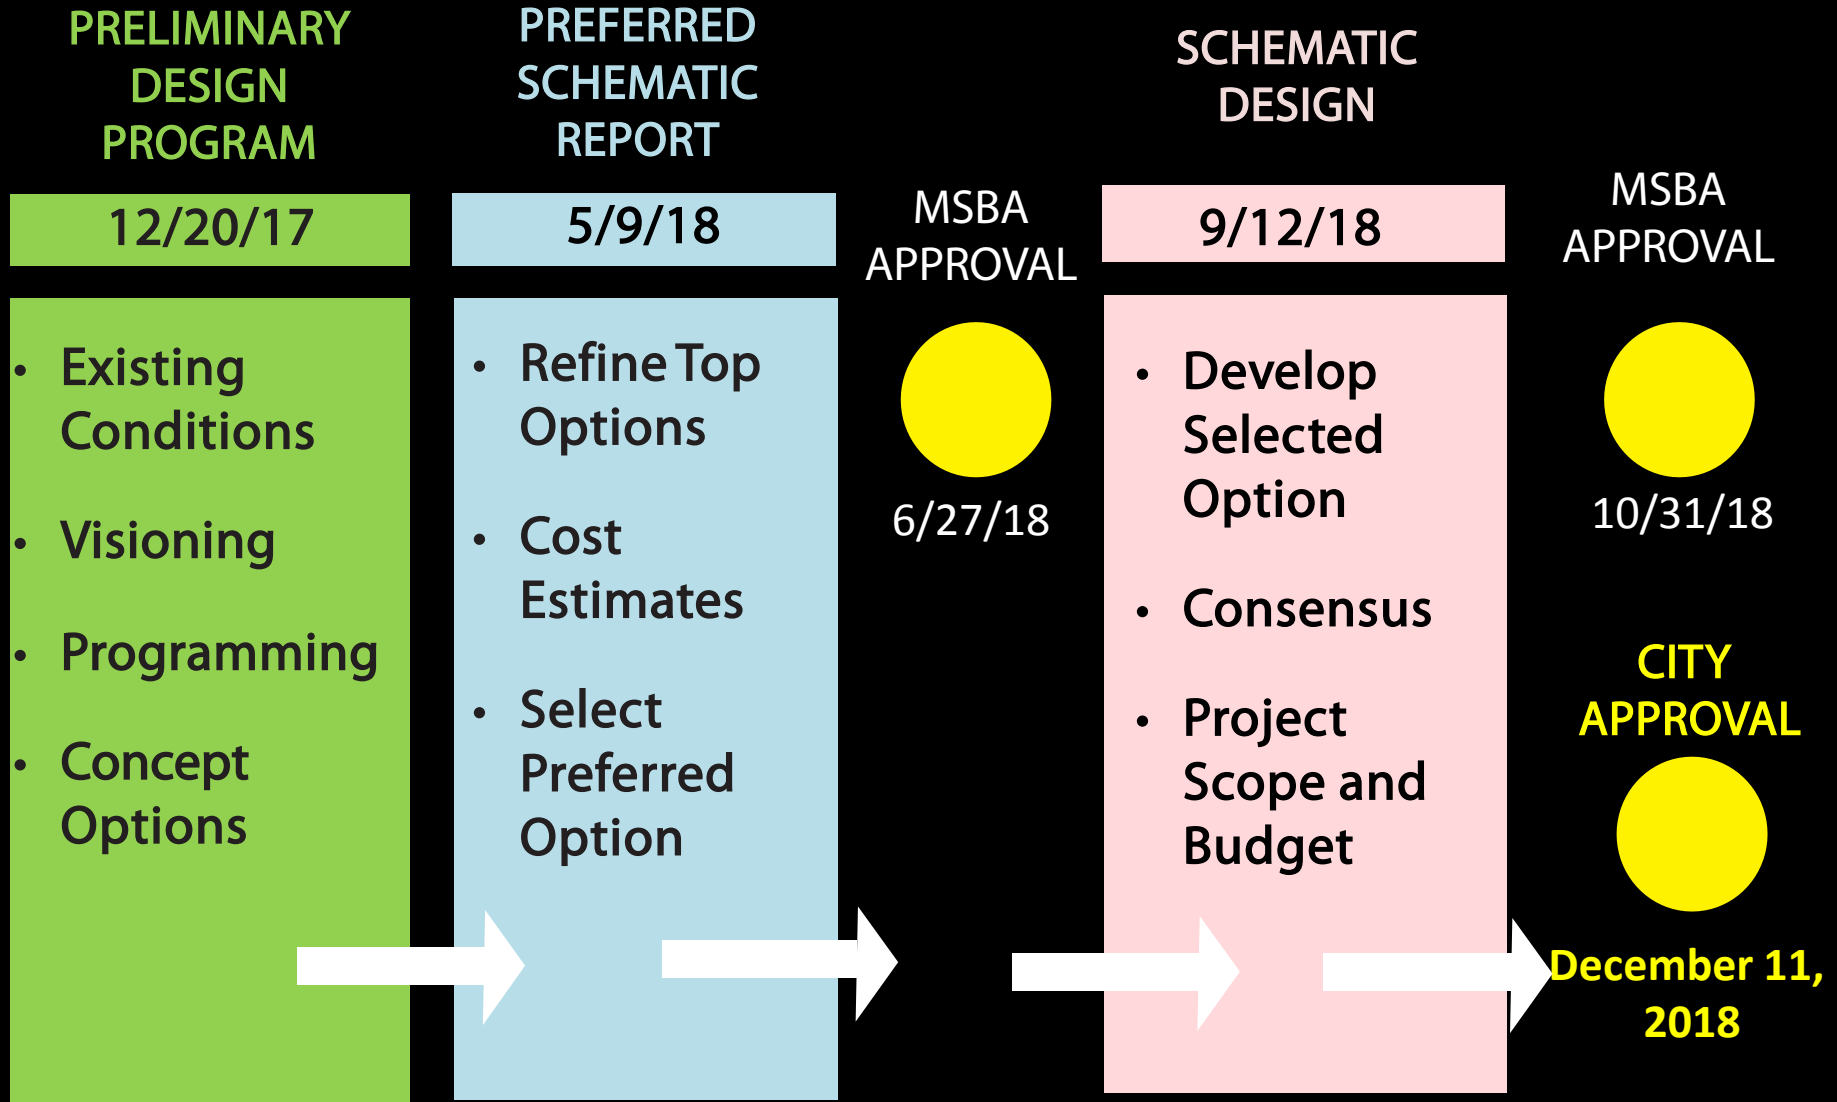 PRELIMINARY
DESIGN
PROGRAM
12/20/17
• Existing
Conditions
• Visioning
• Programming
• Concept
Options
PREFERRED
SCHEMATIC
REPORT
5/9/18
• Refine Top
Options
• Cost
Estimates
• Select
Preferred
Option
MSBA
APPROVAL
6/27/18
SCHEMATIC
DESIGN
9/12/18
• Develop
Selected
Option
• Consensus
• Project
Scope and
Budget
MSBA
APPROVAL
10/31/18
CITY
APPROVAL
December 11,
2018